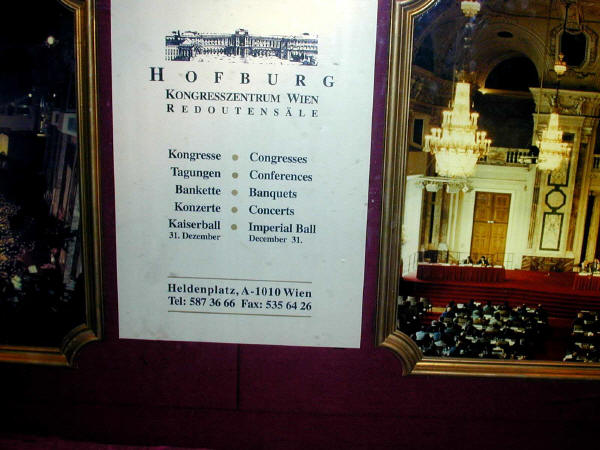 HOFBURG
KONGRESSZENTRUM WIEN
REDOUTENSÄLE
Kongresse • Congresses
Tagungen • Conferences
Bankette • Banquets
Konzerte • Concerts
Kaiserball • Imperial Ball
31. Dezember December 31.
Heldenplatz, A-1010 Wien
Tel: 587 36 66 Fax: 535 64 26